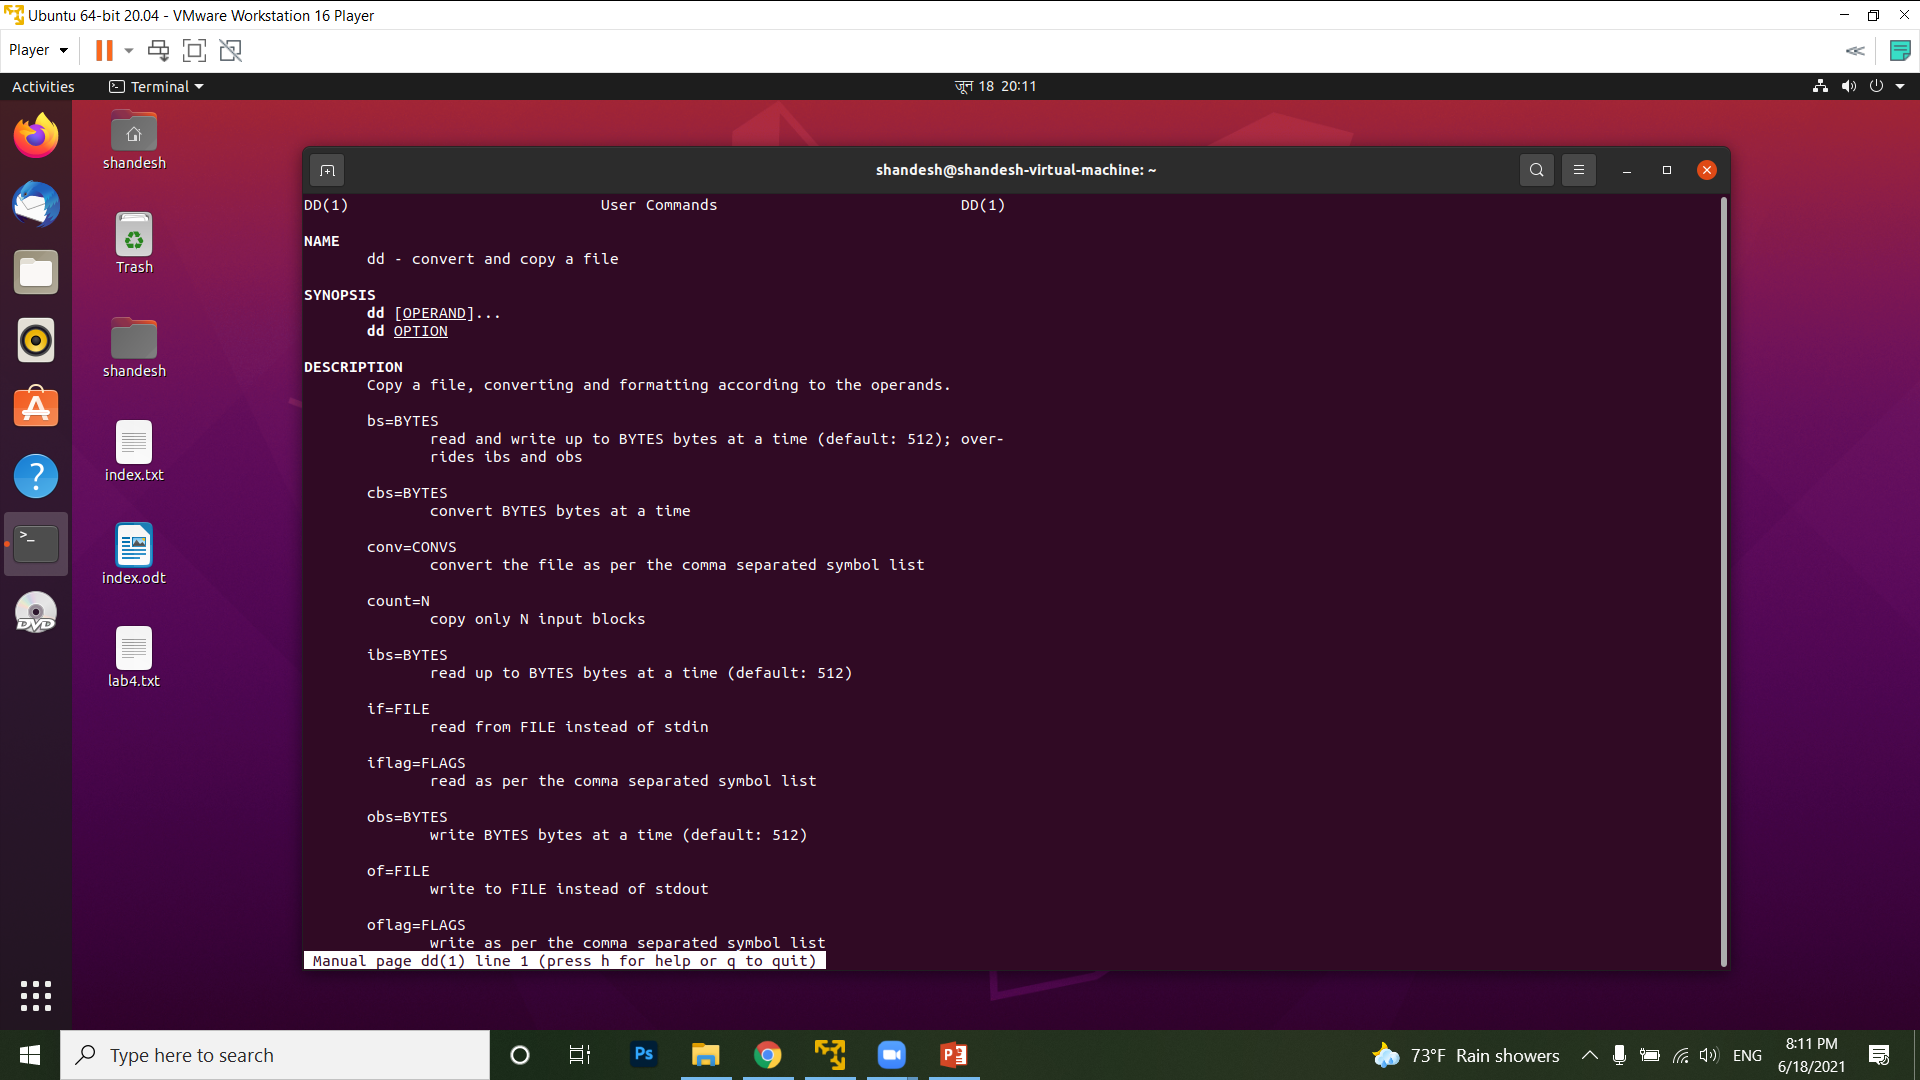 Ubuntu 64-bit 20.04 - VMware Workstation 16 Player
Player
Activities
Terminal
जून 18 20:11
shandesh
Trash
shandesh
index.txt
index.odt
lab4.txt
DVD
shandesh@shandesh-virtual-machine: ~
DD(1) User Commands DD(1)
NAME
dd - convert and copy a file
SYNOPSIS
dd [OPERAND]...
dd OPTION
DESCRIPTION
Copy a file, converting and formatting according to the operands.
bs=BYTES
read and write up to BYTES bytes at a time (default: 512); over-
rides ibs and obs
cbs=BYTES
convert BYTES bytes at a time
conv=CONVS
convert the file as per the comma separated symbol list
count=N
copy only N input blocks
ibs=BYTES
read up to BYTES bytes at a time (default: 512)
if=FILE
read from FILE instead of stdin
iflag=FLAGS
read as per the comma separated symbol list
obs=BYTES
write BYTES bytes at a time (default: 512)
of=FILE
write to FILE instead of stdout
oflag=FLAGS
write as per the comma separated symbol list
Manual page dd(1) line 1 (press h for help or q to quit)
Type here to search
Ps
73°F Rain showers
ENG
8:11 PM
6/18/2021